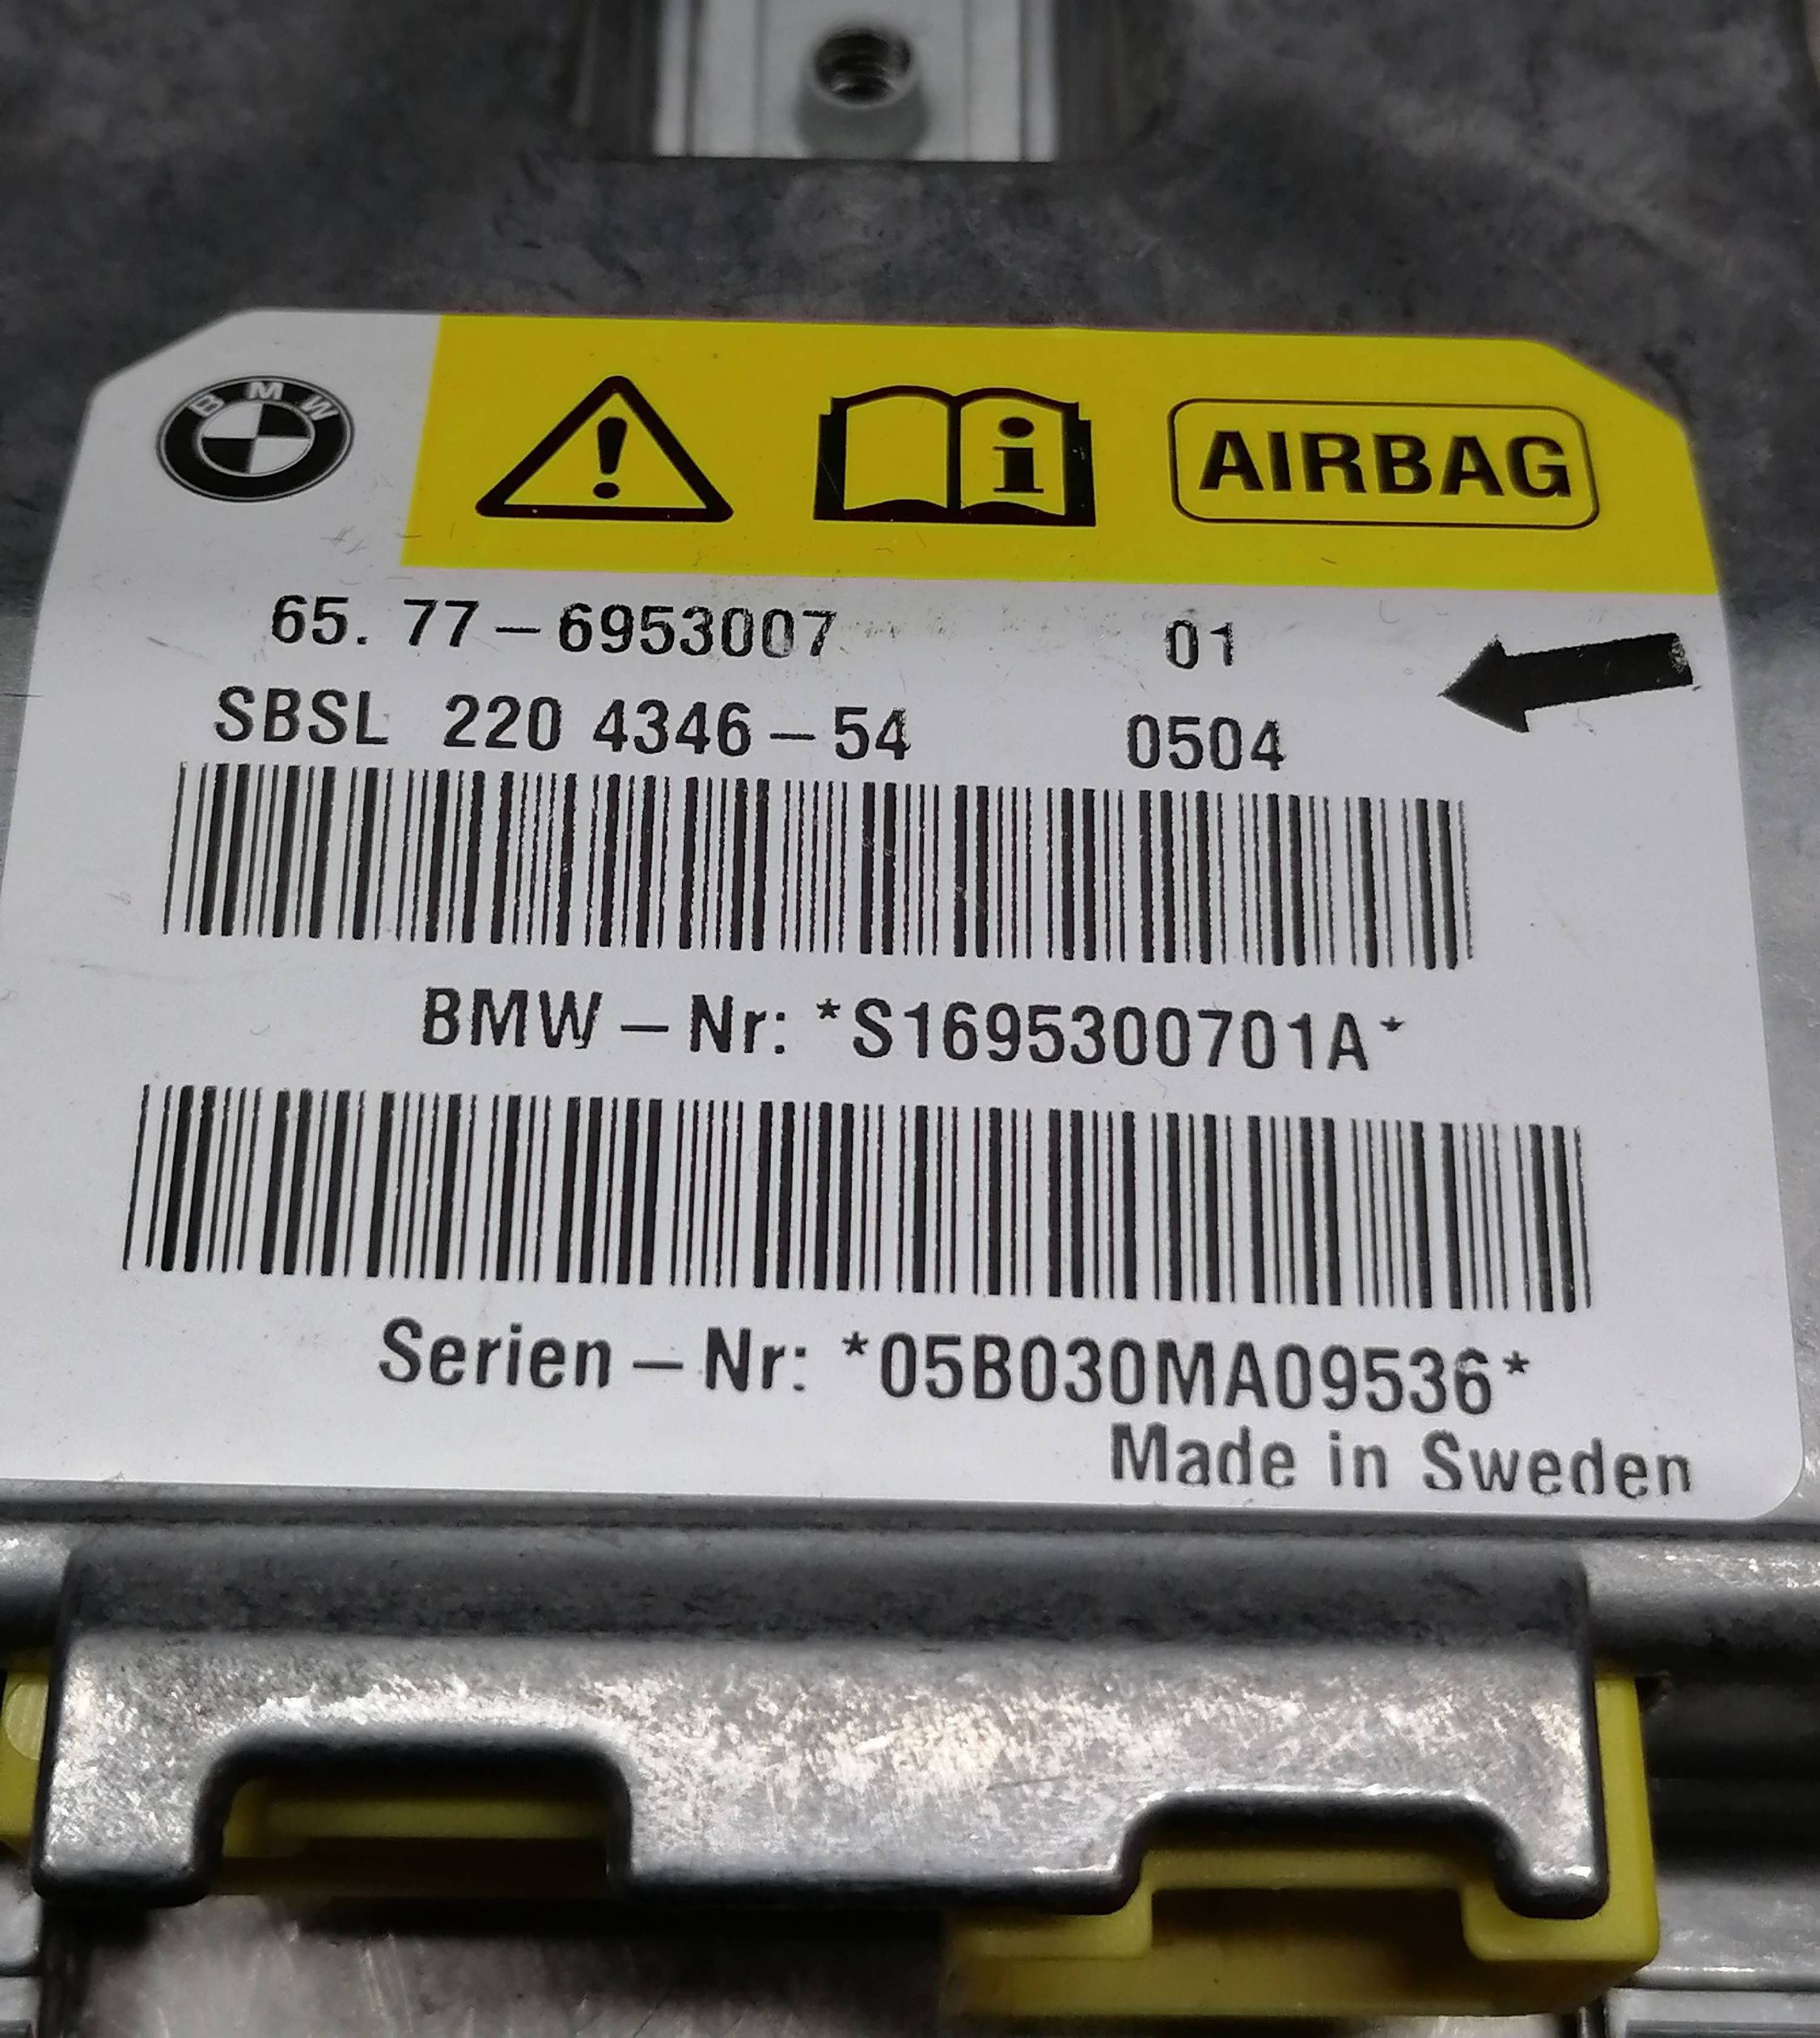 BMW
i
AIRBAG
65. 77-6953007 01
SBSL 220 4346-54 0504
BMW-Nr: *S1695300701A*
Serien-Nr: *05B030MA09536*
Made in Sweden